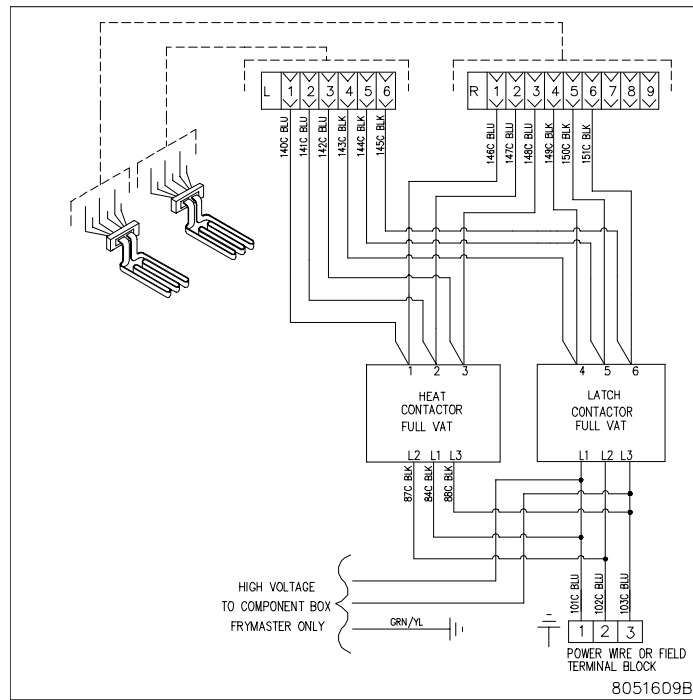 L 1 2 3 4 5 6
R 1 2 3 4 5 6 7 8 9
140C BLU
141C BLU
142C BLU
143C BLK
144C BLK
145C BLK
146C BLU
147C BLU
148C BLU
149C BLK
150C BLK
151C BLK
1 2 3
HEAT
CONTACTOR
FULL VAT
L2 L1 L3
4 5 6
LATCH
CONTACTOR
FULL VAT
L1 L2 L3
87C BLK
84C BLK
88C BLK
HIGH VOLTAGE
TO COMPONENT BOX
FRYMASTER ONLY
GRN/YL
101C BLU
102C BLU
103C BLU
1 2 3
POWER WIRE OR FIELD
TERMINAL BLOCK
8051609B